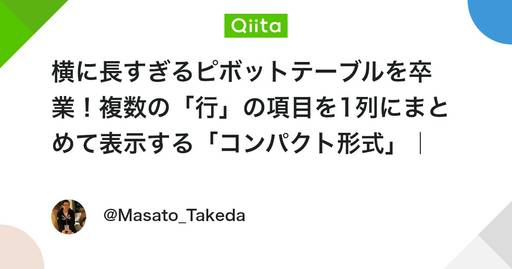 Qiita
横に長すぎるピボットテーブルを卒
業！複数の「行」の項目を1列にまと
めて表示する「コンパクト形式」｜
@Masato_Takeda